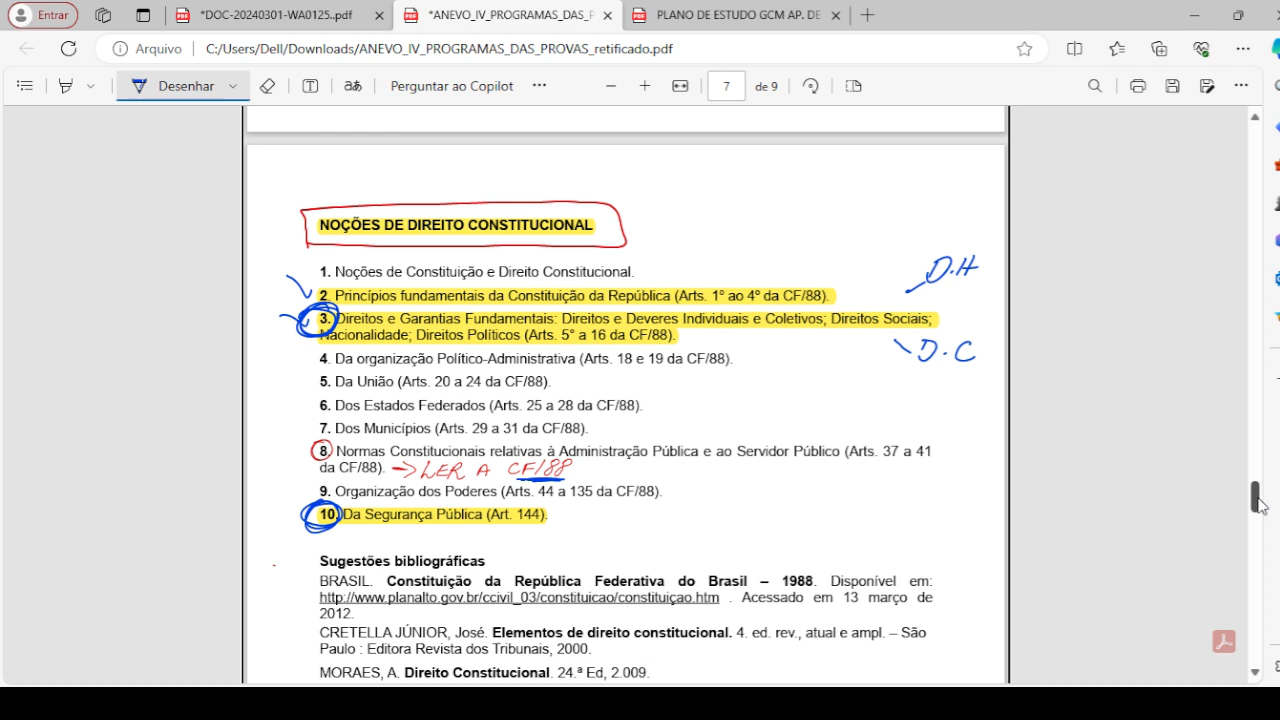 Entrar
*DOC-20240301-WA0125..pdf
*ANEVO_IV_PROGRAMAS_DAS_P
PLANO DE ESTUDO GCM AP. DE
Arquivo
C:/Users/Dell/Downloads/ANEVO_IV_PROGRAMAS_DAS_PROVAS_retificado.pdf
Desenhar
aあ
Perguntar ao Copilot
7
de 9
NOÇÕES DE DIREITO CONSTITUCIONAL
1. Noções de Constituição e Direito Constitucional.
D.H
2. Princípios fundamentais da Constituição da República (Arts. 1º ao 4º da CF/88).
3. Direitos e Garantias Fundamentais: Direitos e Deveres Individuais e Coletivos; Direitos Sociais;
Nacionalidade; Direitos Políticos (Arts. 5° a 16 da CF/88).
D.C
4. Da organização Político-Administrativa (Arts. 18 e 19 da CF/88).
5. Da União (Arts. 20 a 24 da CF/88).
6. Dos Estados Federados (Arts. 25 a 28 da CF/88).
7. Dos Municípios (Arts. 29 a 31 da CF/88).
8. Normas Constitucionais relativas à Administração Pública e ao Servidor Público (Arts. 37 a 41
da CF/88). → LER A CF/88
9. Organização dos Poderes (Arts. 44 a 135 da CF/88).
10. Da Segurança Pública (Art. 144).
Sugestões bibliográficas
BRASIL. Constituição da República Federativa do Brasil – 1988. Disponível em:
http://www.planalto.gov.br/ccivil_03/constituicao/constituiçao.htm . Acessado em 13 março de
2012.
CRETELLA JÚNIOR, José. Elementos de direito constitucional. 4. ed. rev., atual e ampl. – São
Paulo : Editora Revista dos Tribunais, 2000.
MORAES, A. Direito Constitucional. 24.ª Ed, 2.009.